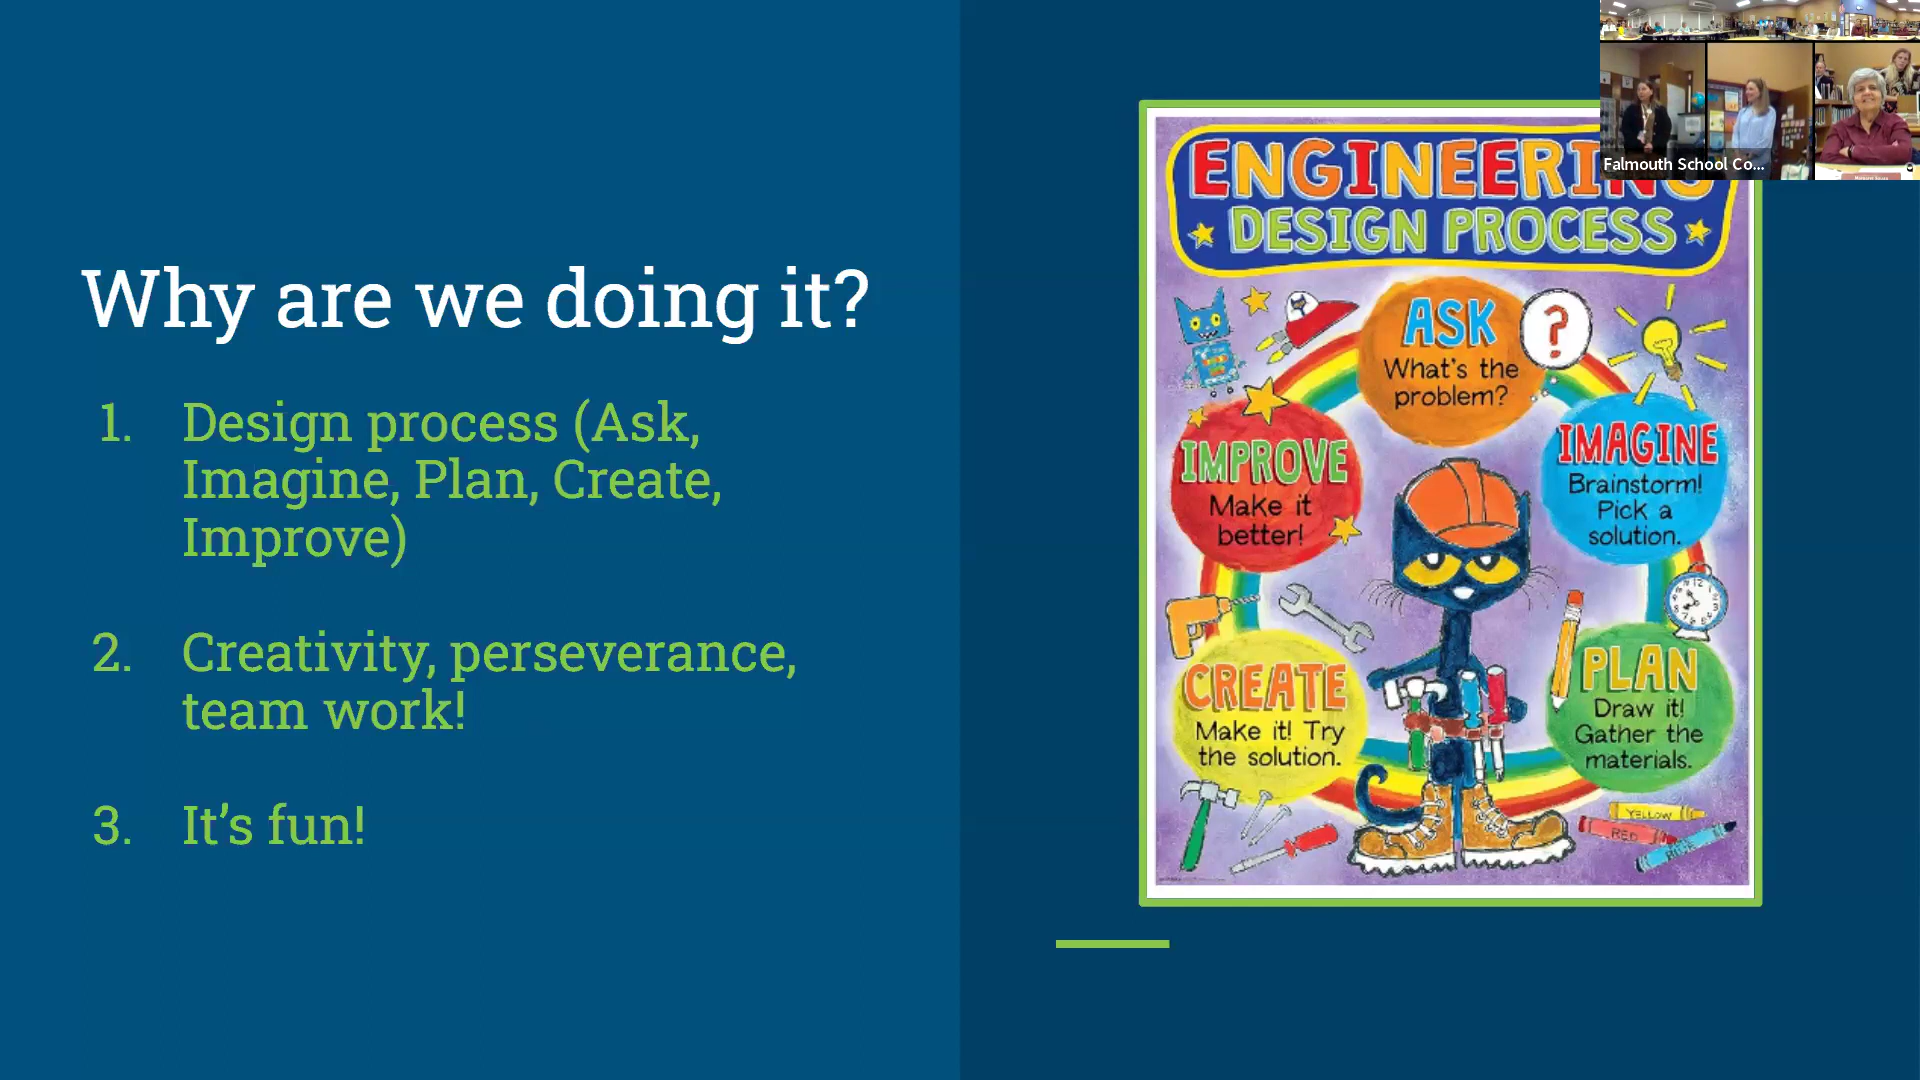 Why are we doing it?
1. Design process (Ask,
Imagine, Plan, Create,
Improve)
2. Creativity, perseverance,
team work!
3. It's fun!
ENGINEERING
DESIGN PROCESS
ASK
What's the
problem?
?
IMAGINE
Brainstorm!
Pick a
solution.
PLAN
Draw it!
Gather the
materials.
CREATE
Make it! Try
the solution.
IMPROVE
Make it
better!
YELLOW
RED
BLUE
Falmouth School Co...